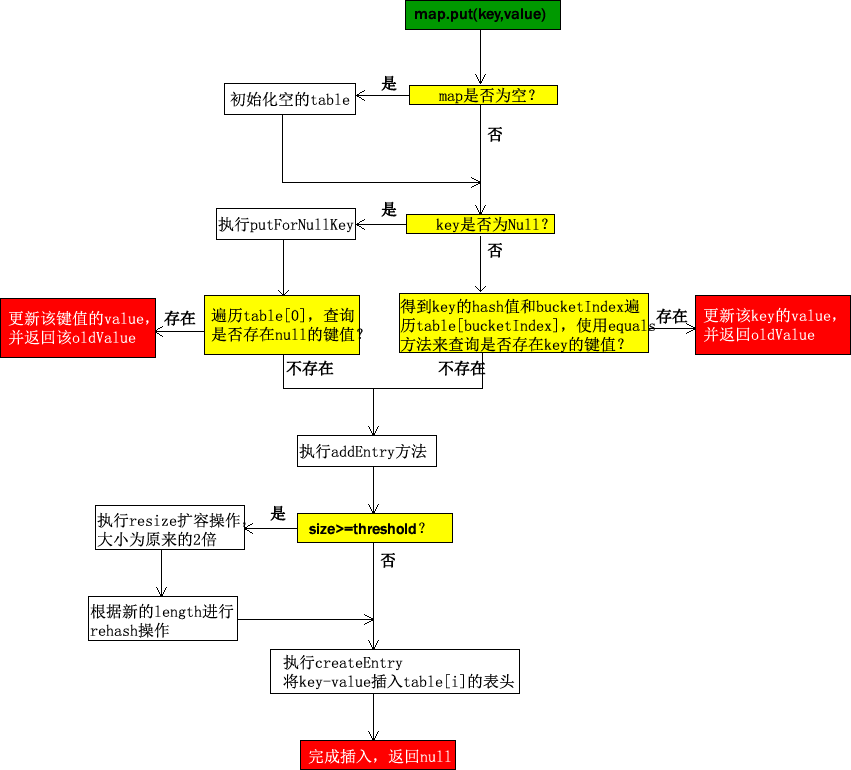 map.put(key,value)
是
map是否为空？
初始化空的table
否
是
key是否为Null？
执行putForNullKey
否
更新该键值的value，
并返回该oldValue
存在
遍历table[0]，查询
是否存在null的键值？
得到key的hash值和bucketIndex遍
历table[bucketIndex]，使用equals
方法来查询是否存在key的键值？
存在
更新该key的value，
并返回oldValue
不存在
不存在
执行addEntry方法
执行resize扩容操作，
大小为原来的2倍
是
size>=threshold？
否
根据新的length进行
rehash操作
执行createEntry
将key-value插入table[i]的表头
完成插入，返回null